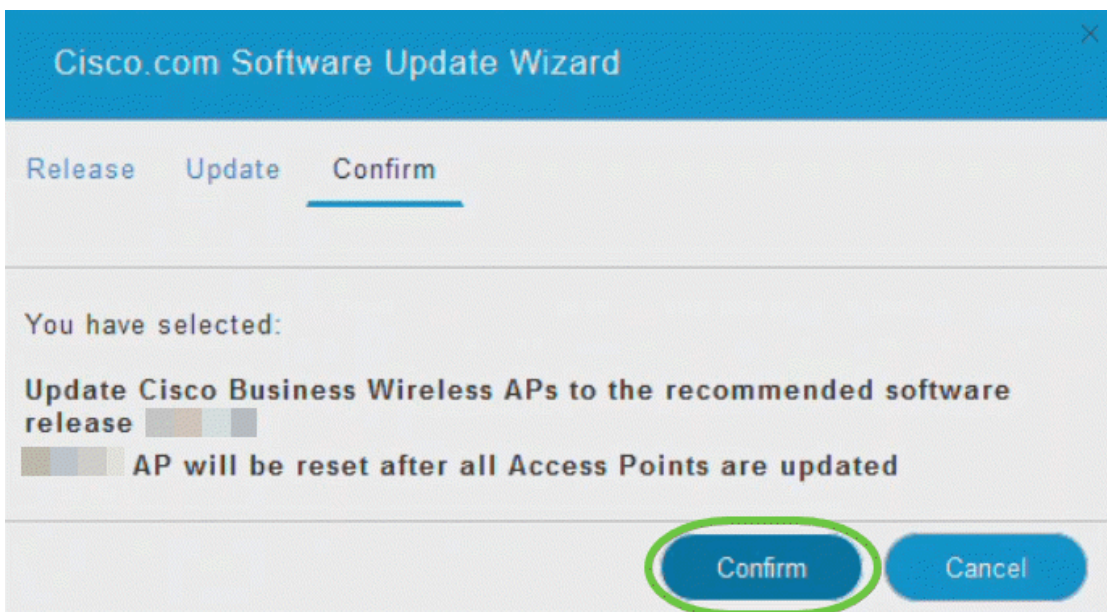 Cisco.com Software Update Wizard
Release Update Confirm
You have selected:
Update Cisco Business Wireless APs to the recommended software
release
AP will be reset after all Access Points are updated
Confirm Cancel